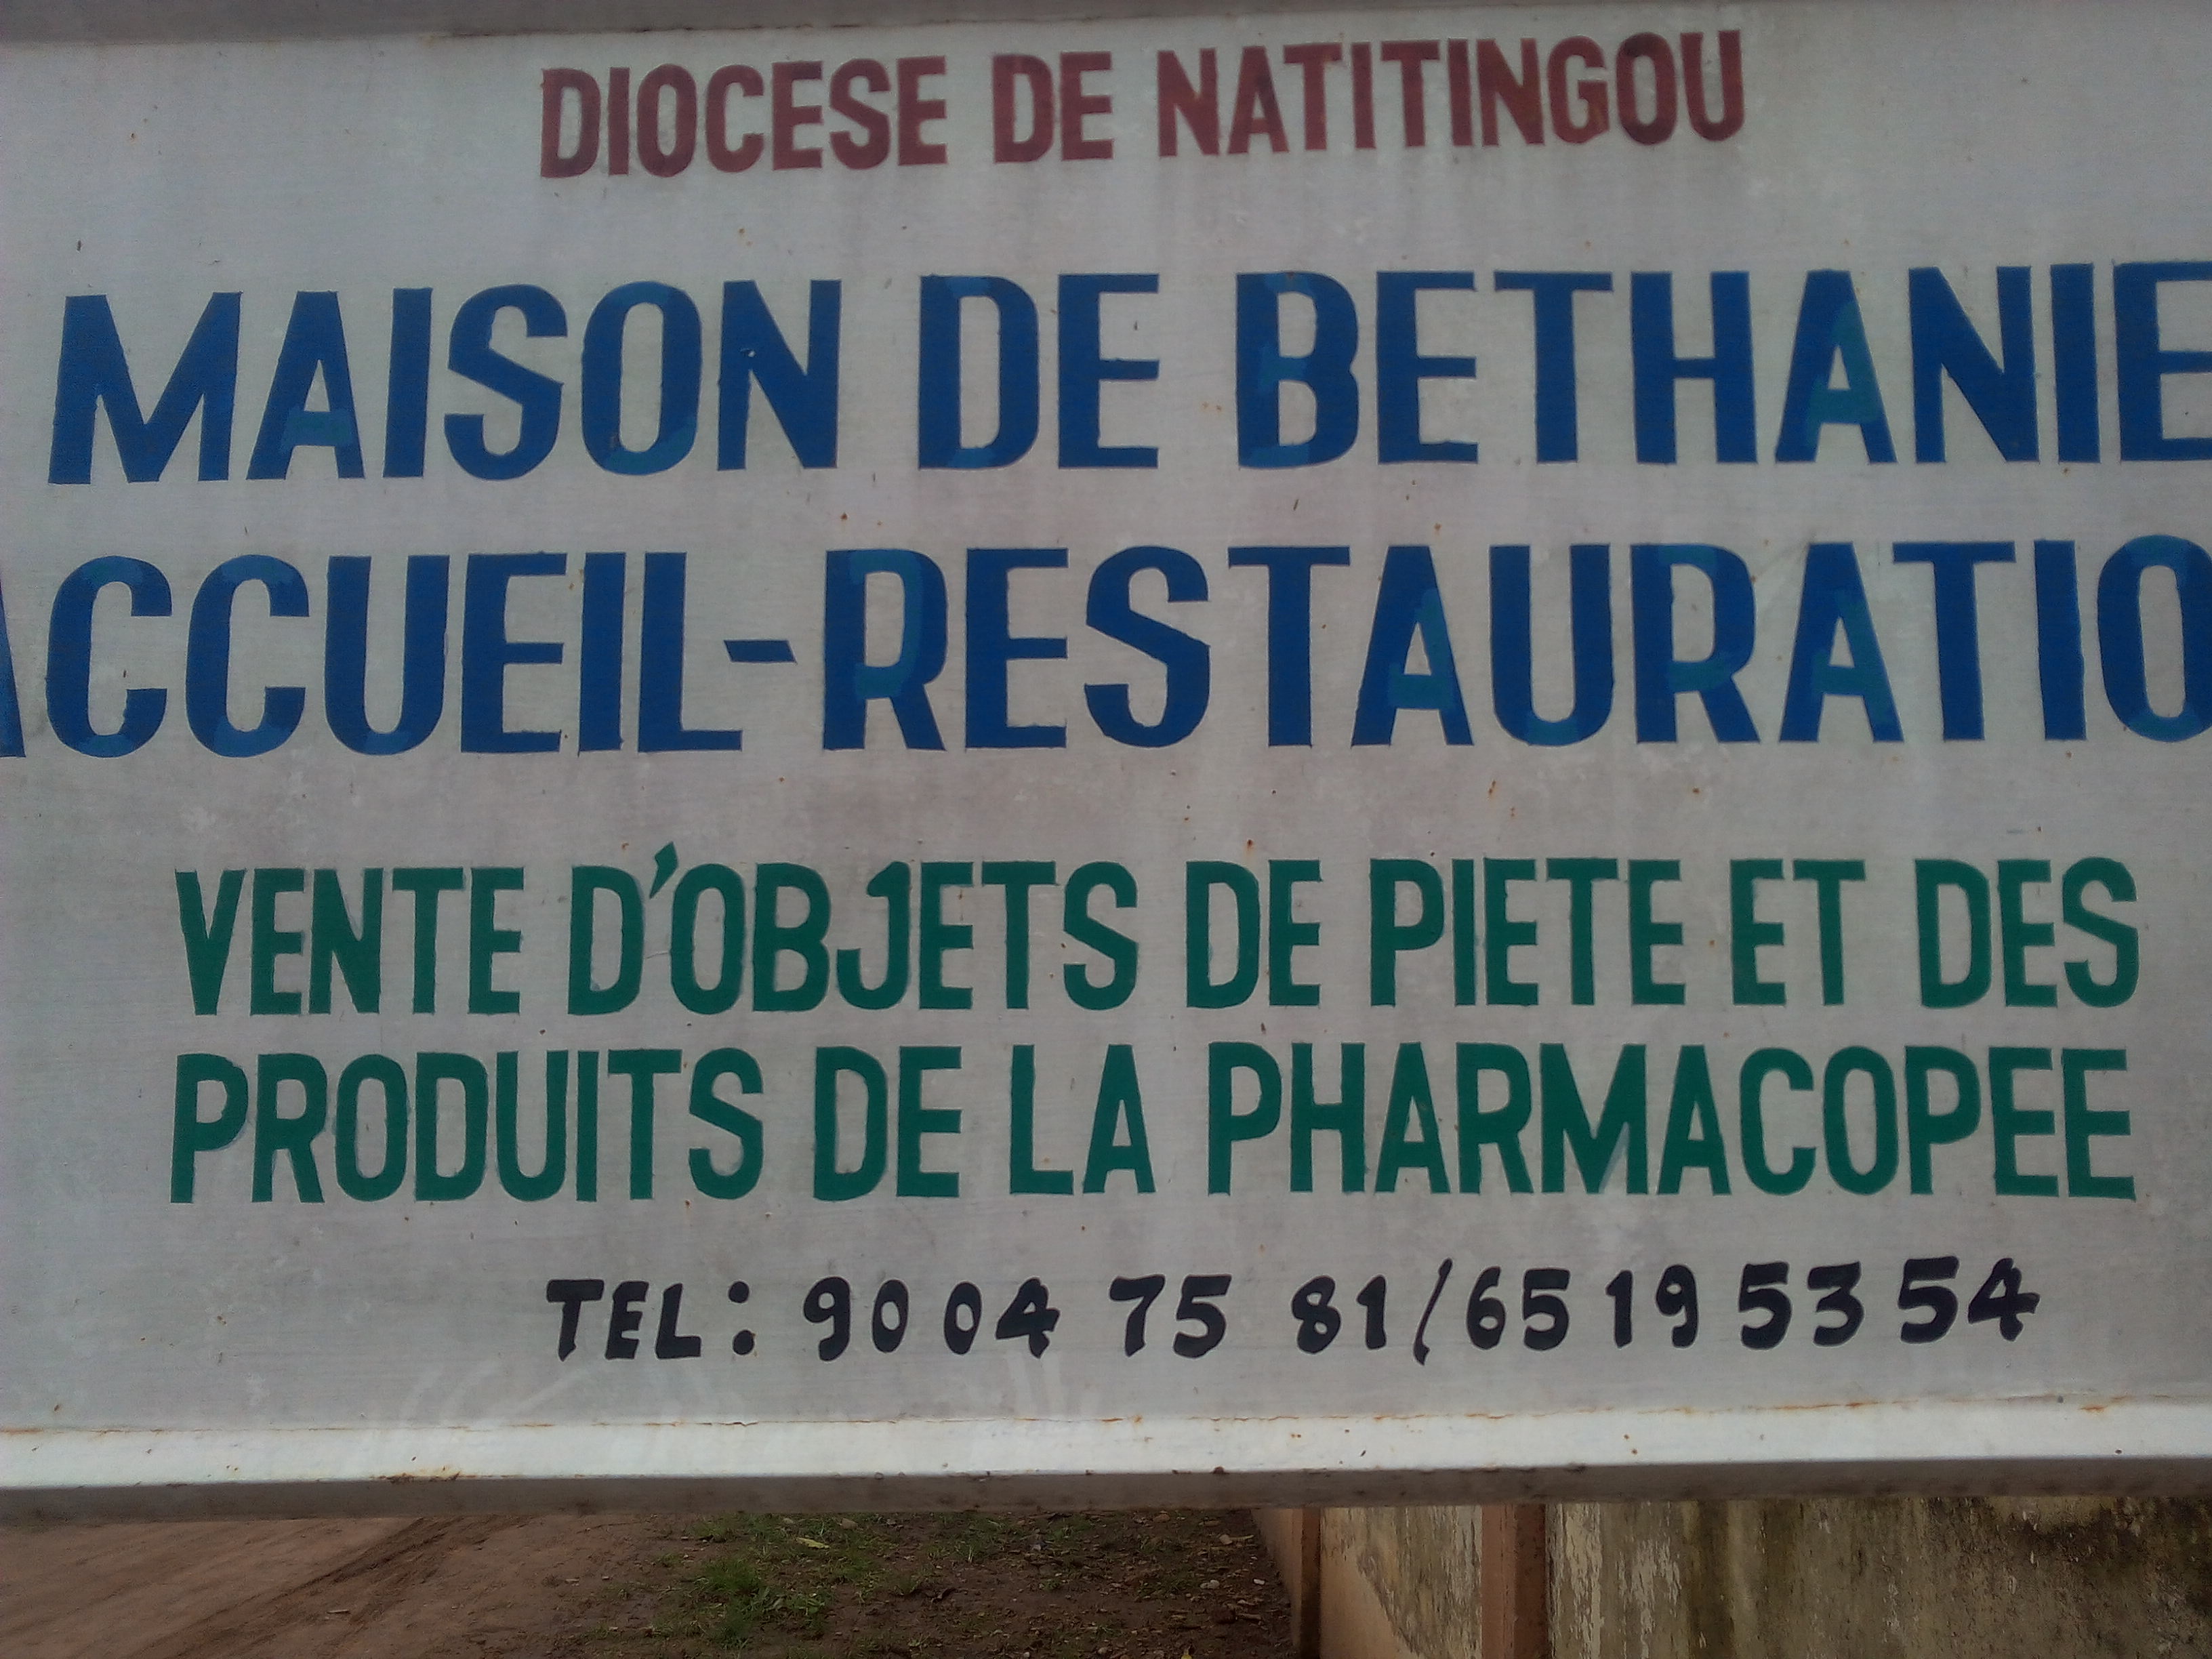 DIOCESE DE NATITINGOU
MAISON DE BETHANIE
ACCUEIL-RESTAURATIO
VENTE D'OBJETS DE PIETE ET DES
PRODUITS DE LA PHARMACOPEE
TEL: 90 04 75 81/65 19 53 54